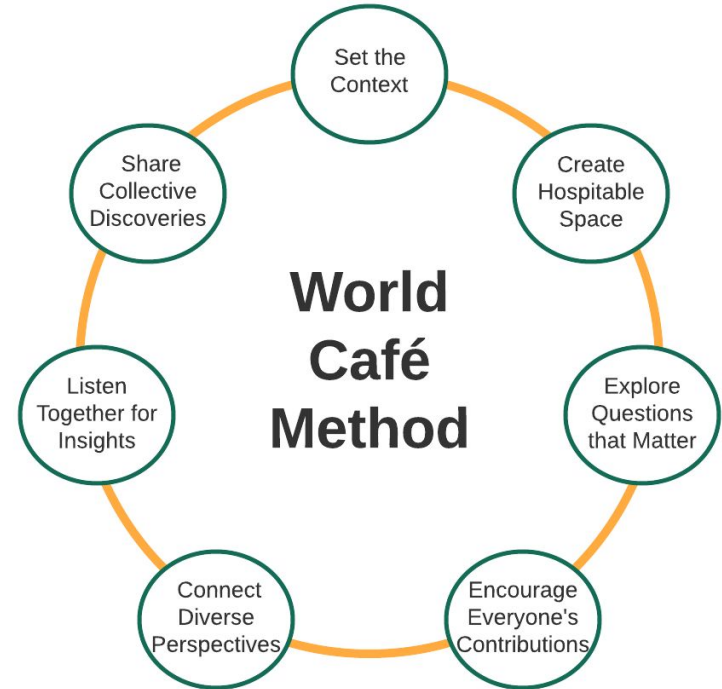 Set the
Context
Create
Hospitable
Space
Explore
Questions
that Matter
Encourage
Everyone's
Contributions
Connect
Diverse
Perspectives
Listen
Together for
Insights
Share
Collective
Discoveries
World
Café
Method